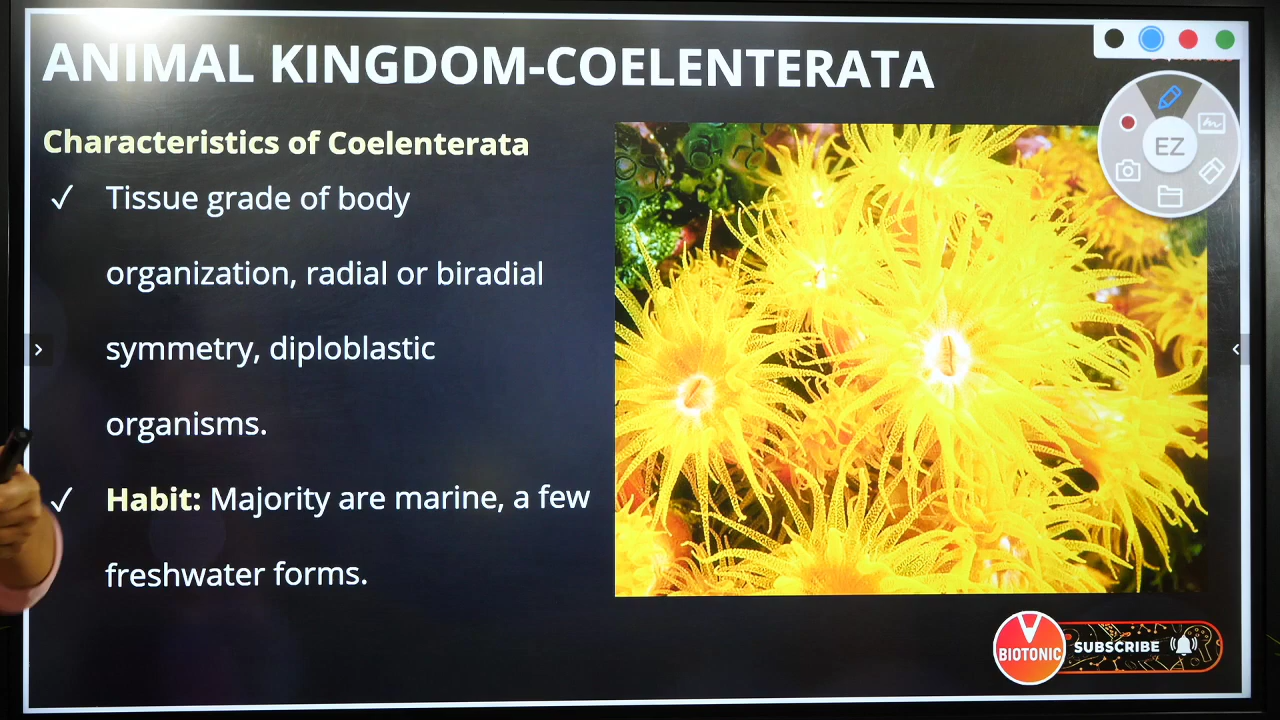 ANIMAL KINGDOM-COELENTERATA
Characteristics of Coelenterata
✓ Tissue grade of body
organization, radial or biradial
symmetry, diploblastic
organisms.
✓ Habit: Majority are marine, a few
freshwater forms.
EZ
BIOTONIC
SUBSCRIBE